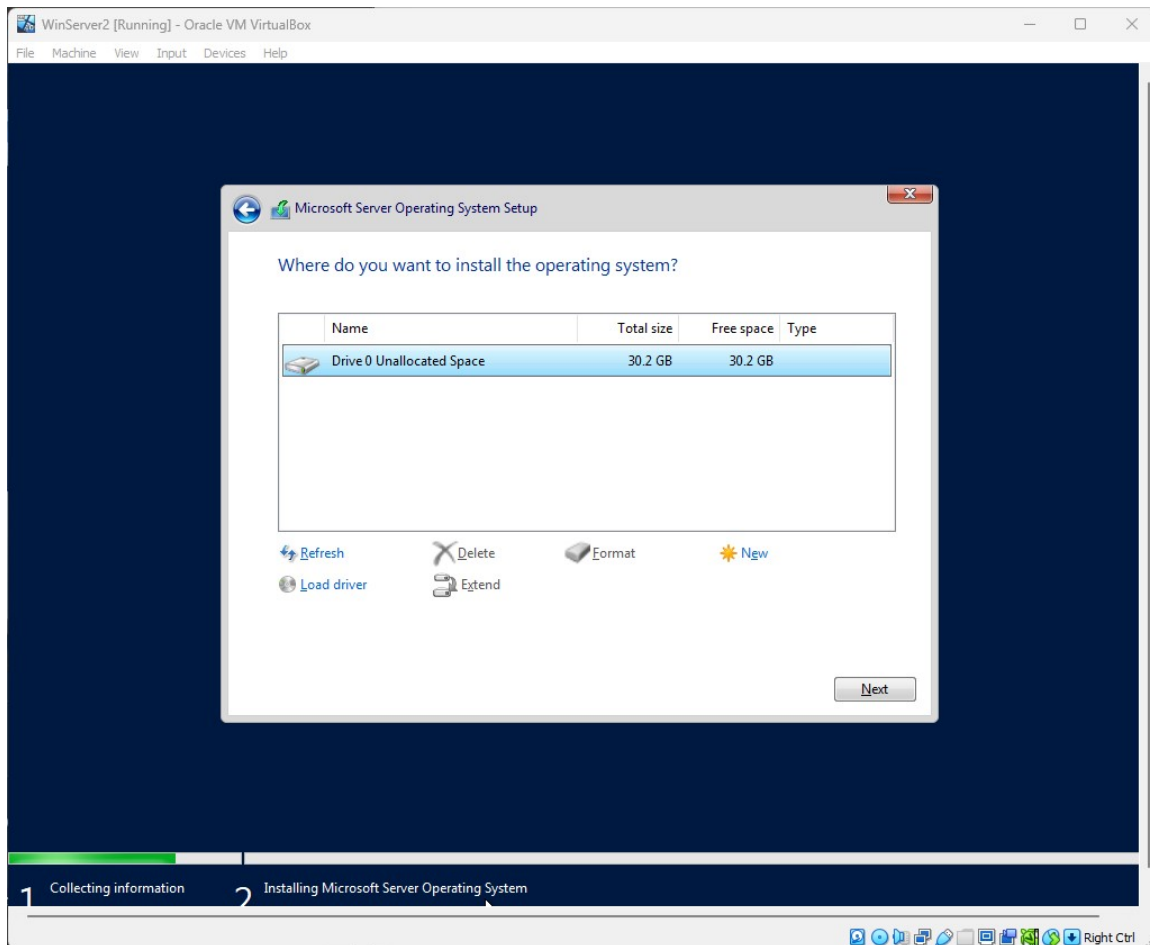 WinServer2 [Running] - Oracle VM VirtualBox
File Machine View Input Devices Help
Microsoft Server Operating System Setup
Where do you want to install the operating system?
Name Total size Free space Type
Drive 0 Unallocated Space 30.2 GB 30.2 GB
Refresh Delete Format New
Load driver Extend
Next
1 Collecting information 2 Installing Microsoft Server Operating System
Right Ctrl